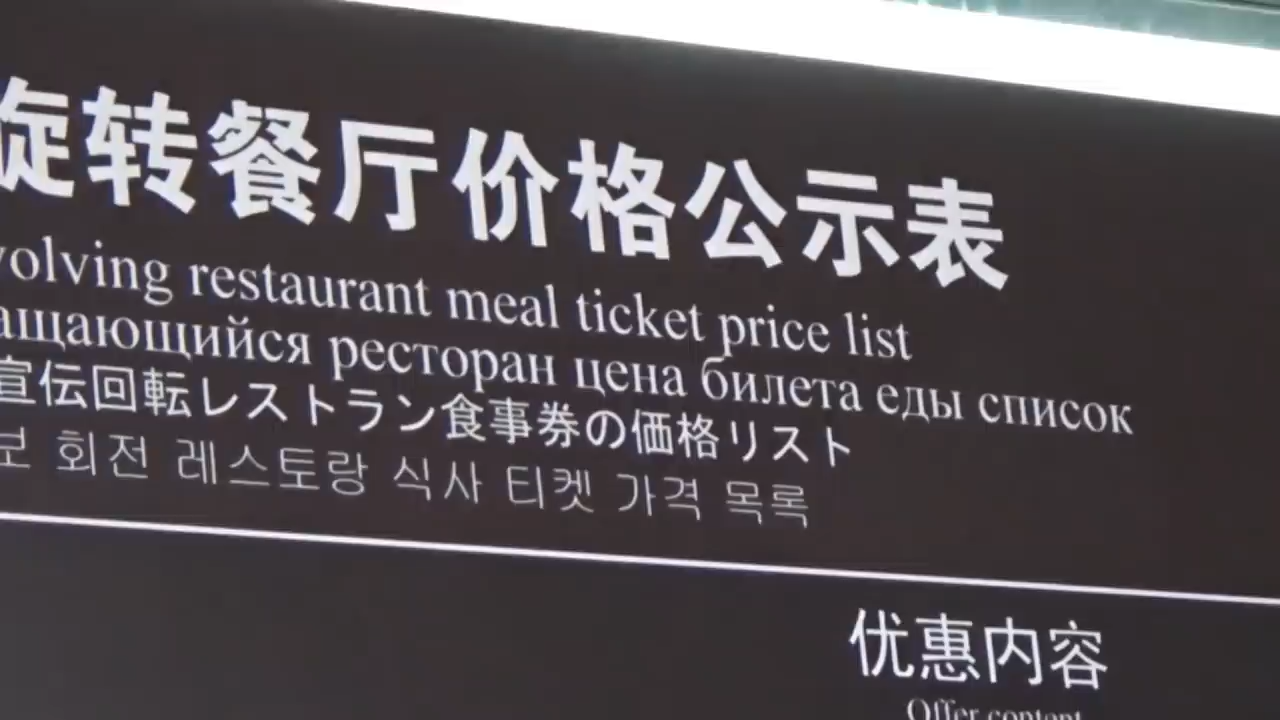 旋转餐厅价格公示表
volving restaurant meal ticket price list
ащающийся ресторан цена билета еды список
宣伝回転レストラン食事券の価格リスト
보 회전 레스토랑 식사 티켓 가격 목록
优惠内容
Offer content